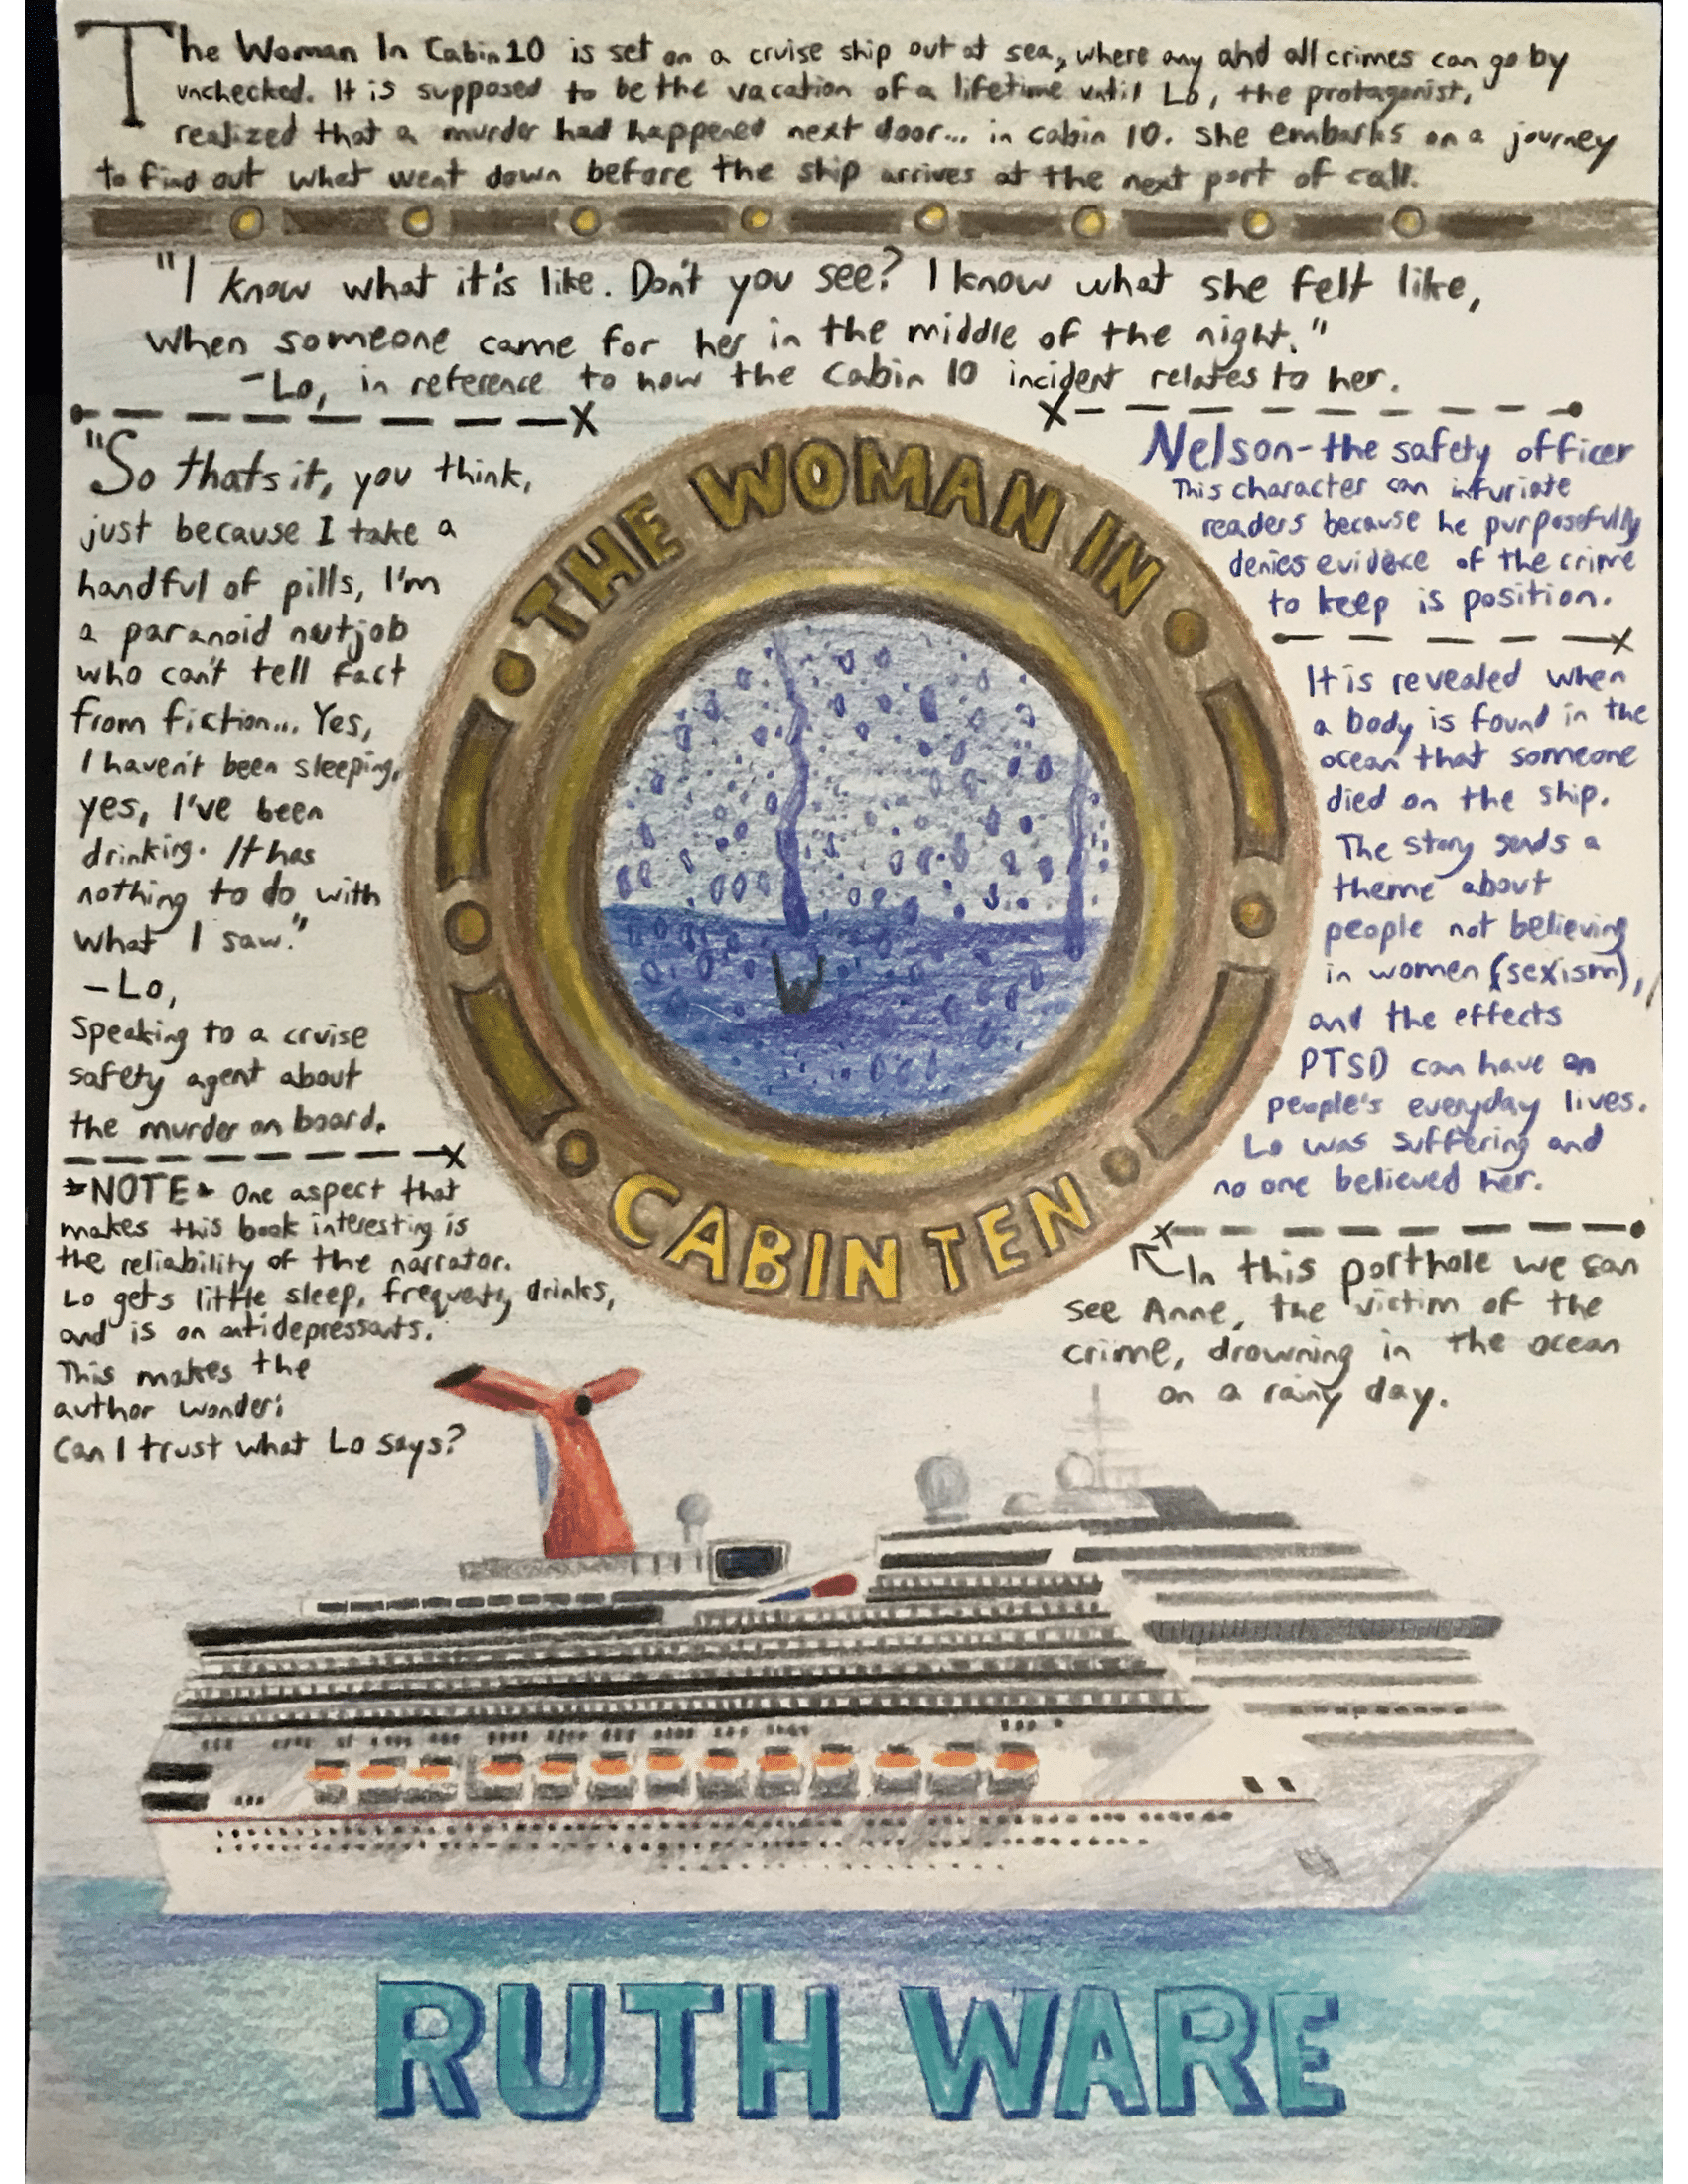 The Woman In Cabin 10 is set on a cruise ship out at sea, where any and all crimes can go by
unchecked. It is supposed to be the vacation of a lifetime until Lo, the protagonist,
realized that a murder had happened next door... in cabin 10. She embarks on a journey
to find out what went down before the ship arrives at the next port of call.
"I know what it is like. Don't you see? I know what she felt like,
when someone came for her in the middle of the night."
-Lo, in reference to how the Cabin 10 incident relates to her.
"So thats it, you think,
just because I take a
handful of pills, I'm
a paranoid nutjob
who can't tell fact
from fiction... Yes,
I haven't been sleeping,
yes, I've been
drinking. It has
nothing to do with
what I saw."
-Lo,
Speaking to a cruise
safety agent about
the murder on board.
NOTE One aspect that
makes this book interesting is
the reliability of the narrator.
Lo gets little sleep, frequently drinks,
and is on antidepressants.
This makes the
author wonder:
Can I trust what Lo says?
THE WOMAN IN
CABIN TEN
Nelson-the safety officer
This character can infuriate
readers because he purposefully
denies evidence of the crime
to keep is position.
It is revealed when
a body is found in the
ocean that someone
died on the ship.
The story sends a
theme about
people not believing
in women (sexism),
and the effects
PTSD can have on
people's everyday lives.
Lo was suffering and
no one believed her.
In this porthole we can
see Anne, the victim of the
crime, drowning in the ocean
on a rainy day.
RUTH WARE